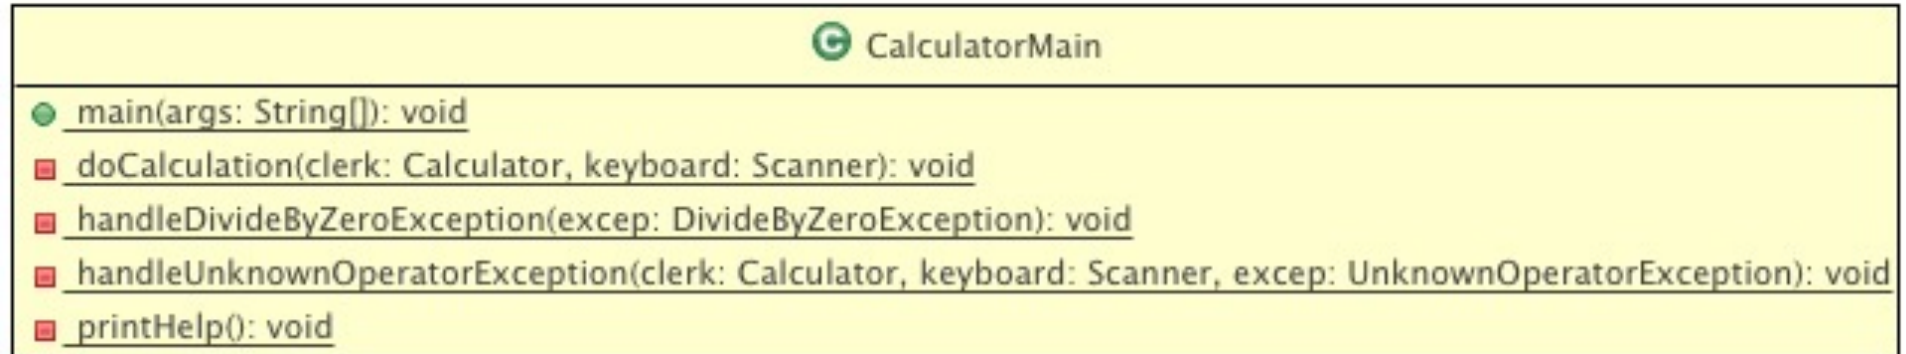 C CalculatorMain
main(args: String[]): void
doCalculation(clerk: Calculator, keyboard: Scanner): void
handleDivideByZeroException(excep: DivideByZeroException): void
handleUnknownOperatorException(clerk: Calculator, keyboard: Scanner, excep: UnknownOperatorException): void
printHelp(): void